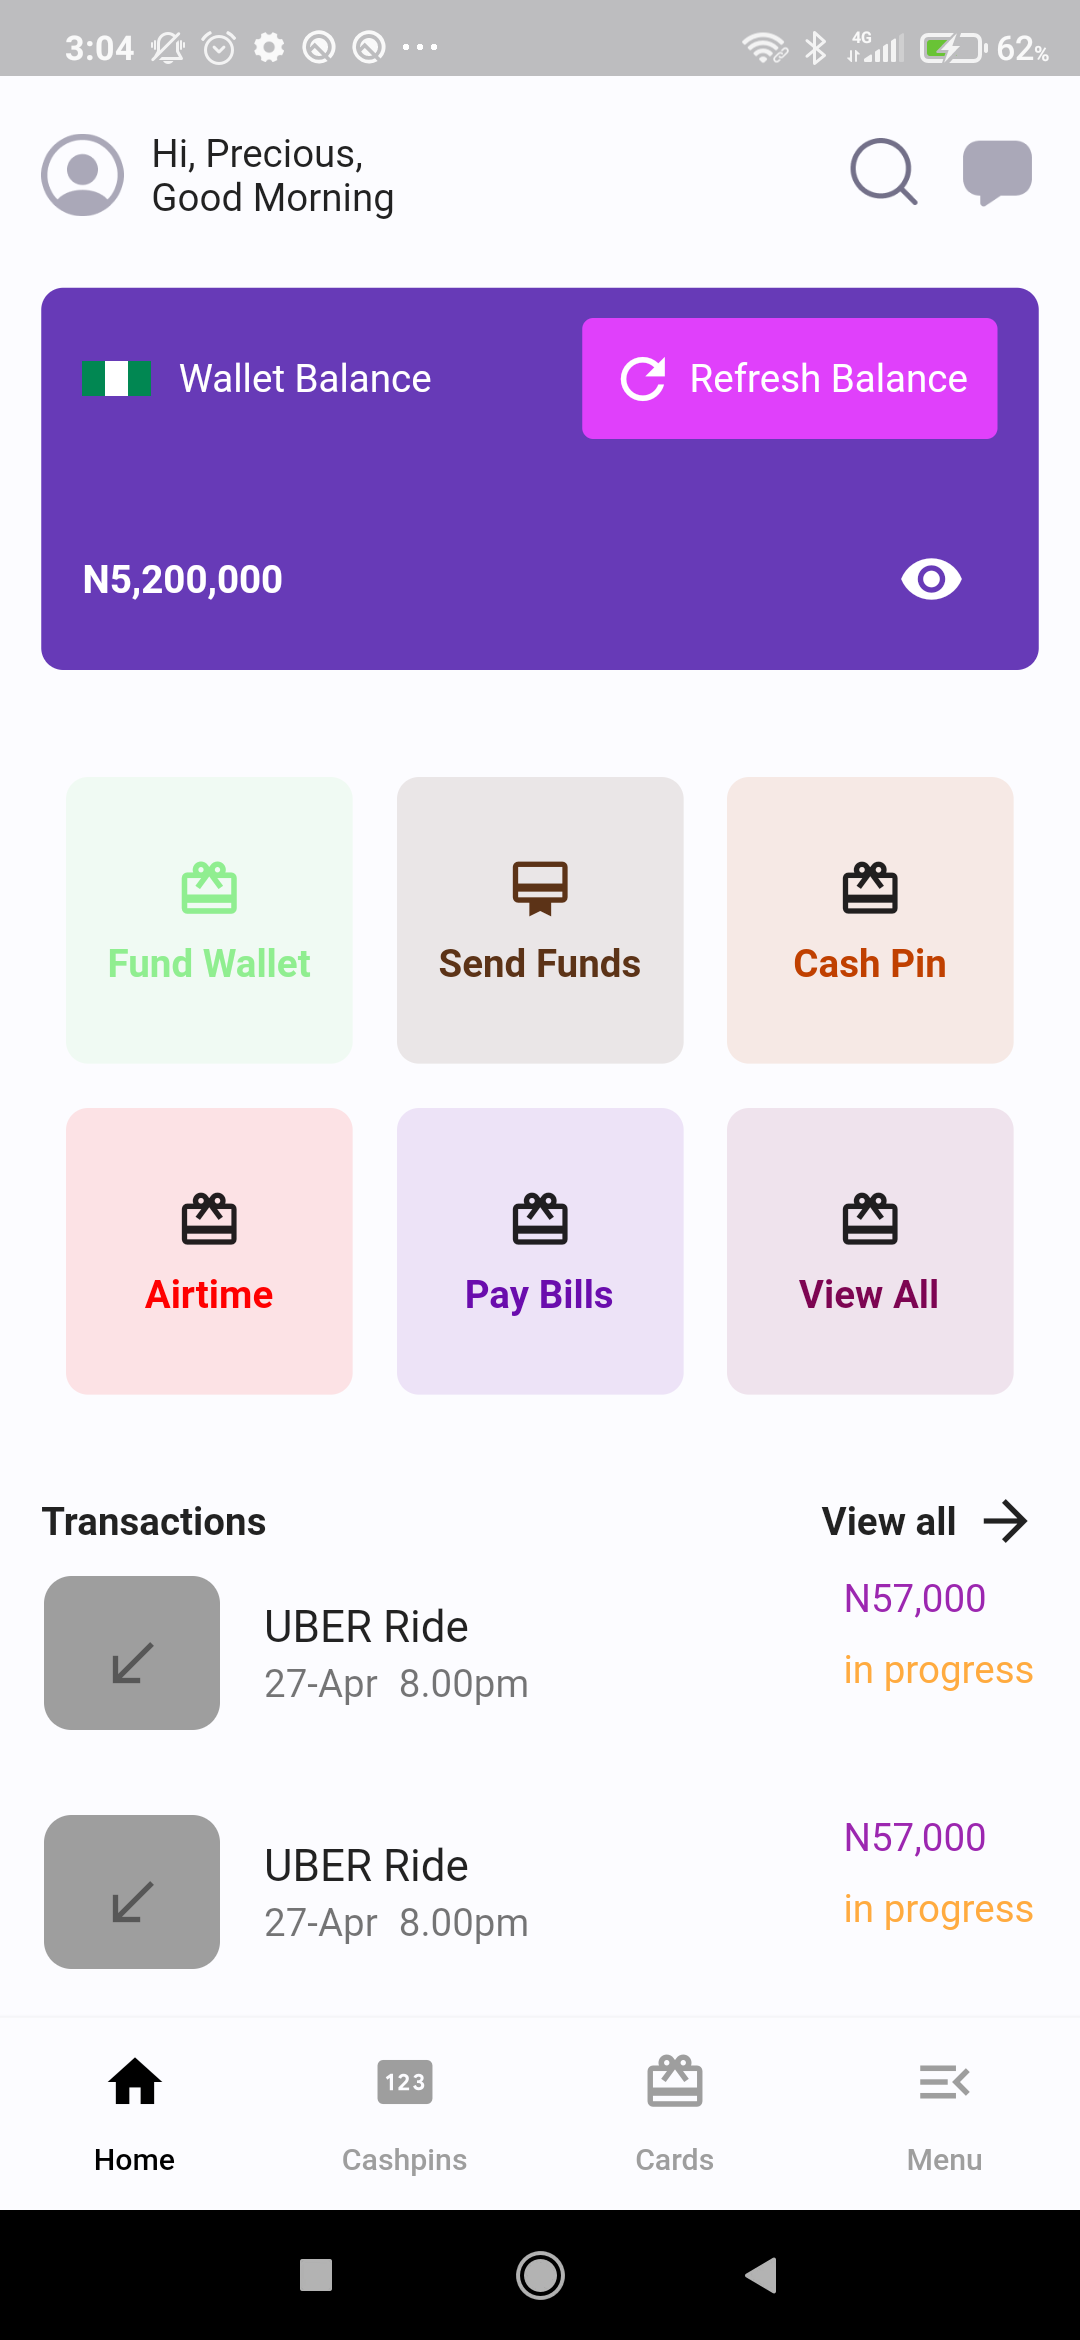 3:04 4G 62%
Hi, Precious,
Good Morning
Wallet Balance Refresh Balance
N5,200,000
Fund Wallet Send Funds Cash Pin
Airtime Pay Bills View All
Transactions View all
UBER Ride N57,000
27-Apr 8.00pm in progress
UBER Ride N57,000
27-Apr 8.00pm in progress
123
Home Cashpins Cards Menu